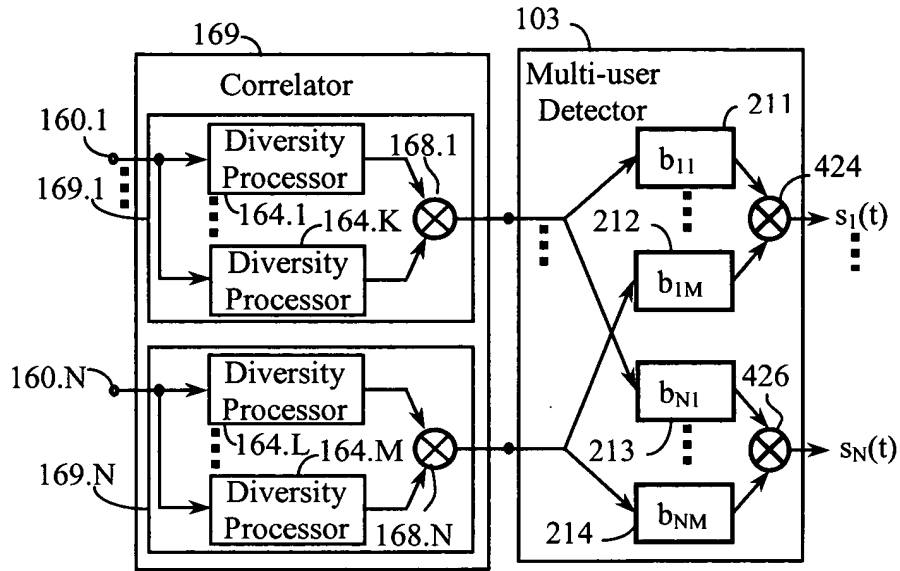 169
103
Correlator
Multi-user
Detector
211
160.1
Diversity
Processor
168.1
b11
424
169.1
164.1
164.K
212
s1(t)
Diversity
Processor
b1M
160.N
Diversity
Processor
bN1
426
164.L
164.M
213
sN(t)
169.N
Diversity
Processor
168.N
214
bNM